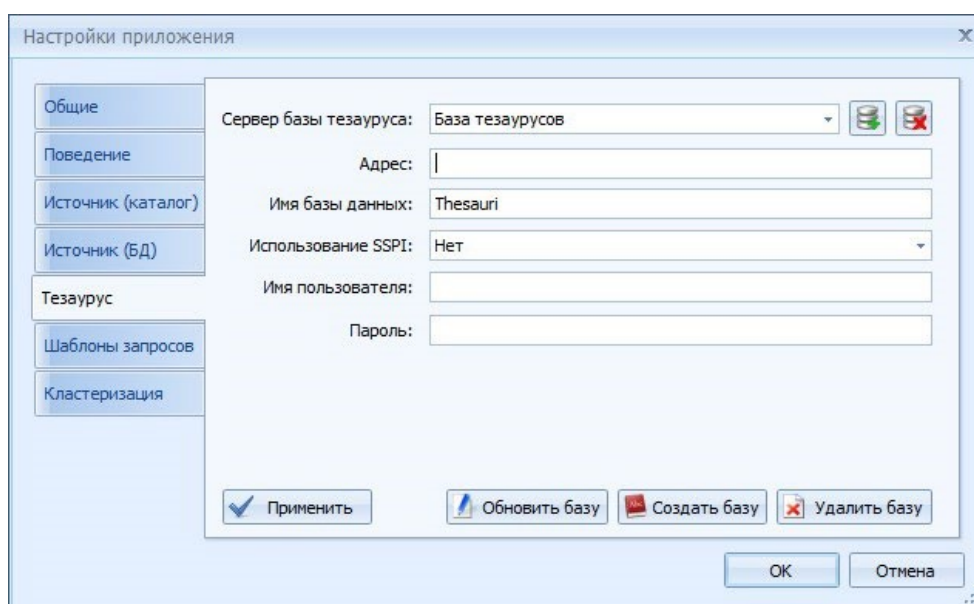 Настройки приложения
Общие
Поведение
Источник (каталог)
Источник (БД)
Тезаурус
Шаблоны запросов
Кластеризация
Сервер базы тезауруса: База тезаурусов
Адрес:
Имя базы данных: Thesauri
Использование SSPI: Нет
Имя пользователя:
Пароль:
Применить Обновить базу Создать базу Удалить базу
OK Отмена